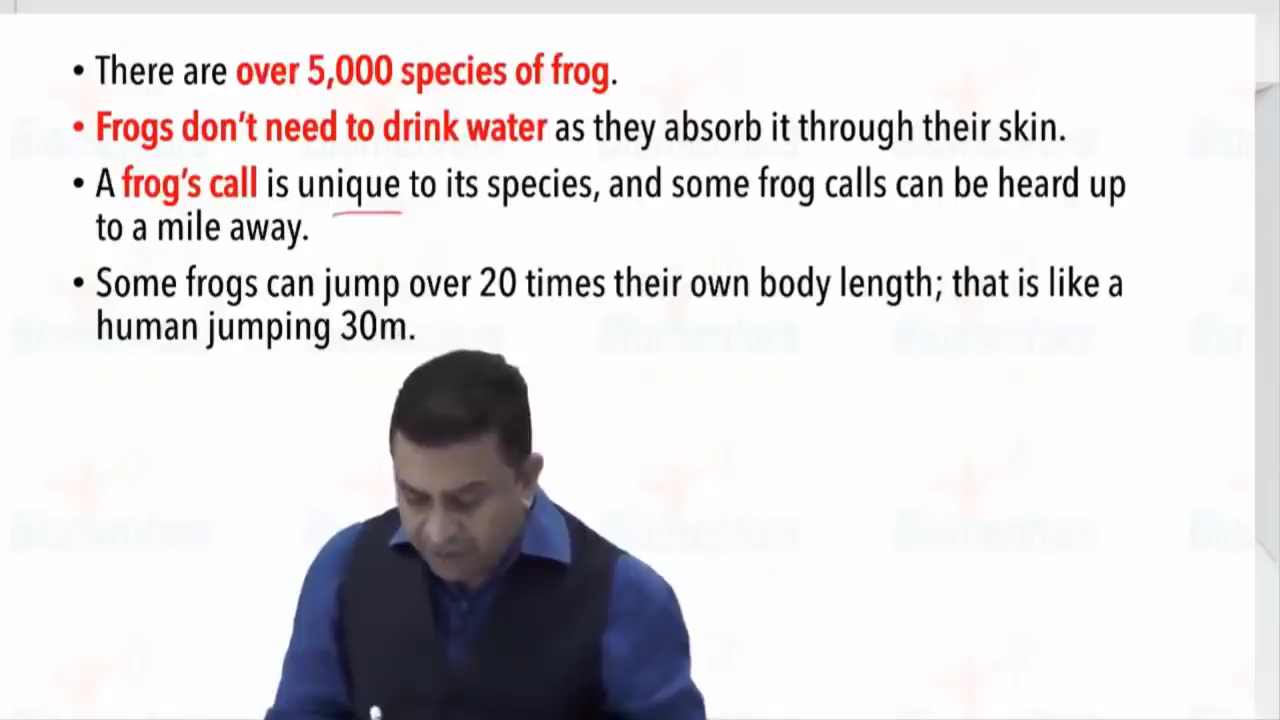 • There are over 5,000 species of frog.
• Frogs don't need to drink water as they absorb it through their skin.
• A frog's call is unique to its species, and some frog calls can be heard up
to a mile away.
• Some frogs can jump over 20 times their own body length; that is like a
human jumping 30m.